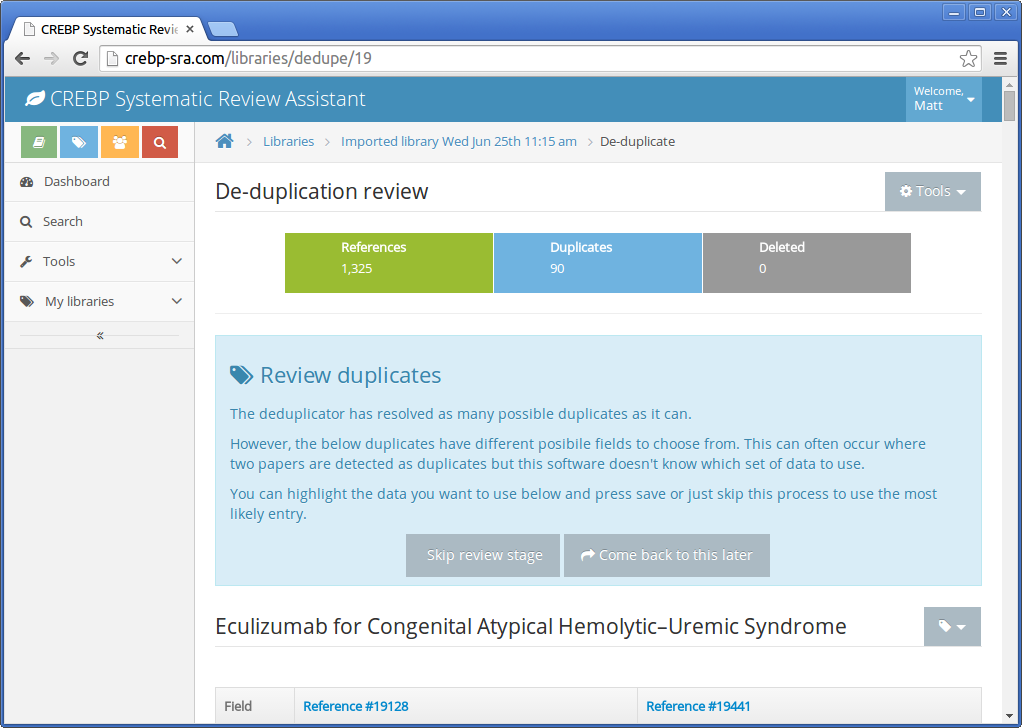 CREBP Systematic Revie
crebp-sra.com/libraries/dedupe/19
CREBP Systematic Review Assistant
Welcome,
Matt
Libraries
Imported library Wed Jun 25th 11:15 am
De-duplicate
Dashboard
Search
Tools
My libraries
De-duplication review
Tools
References
1,325
Duplicates
90
Deleted
0
Review duplicates
The deduplicator has resolved as many possible duplicates as it can.
However, the below duplicates have different posibile fields to choose from. This can often occur where
two papers are detected as duplicates but this software doesn't know which set of data to use.
You can highlight the data you want to use below and press save or just skip this process to use the most
likely entry.
Skip review stage
Come back to this later
Eculizumab for Congenital Atypical Hemolytic–Uremic Syndrome
Field
Reference #19128
Reference #19441